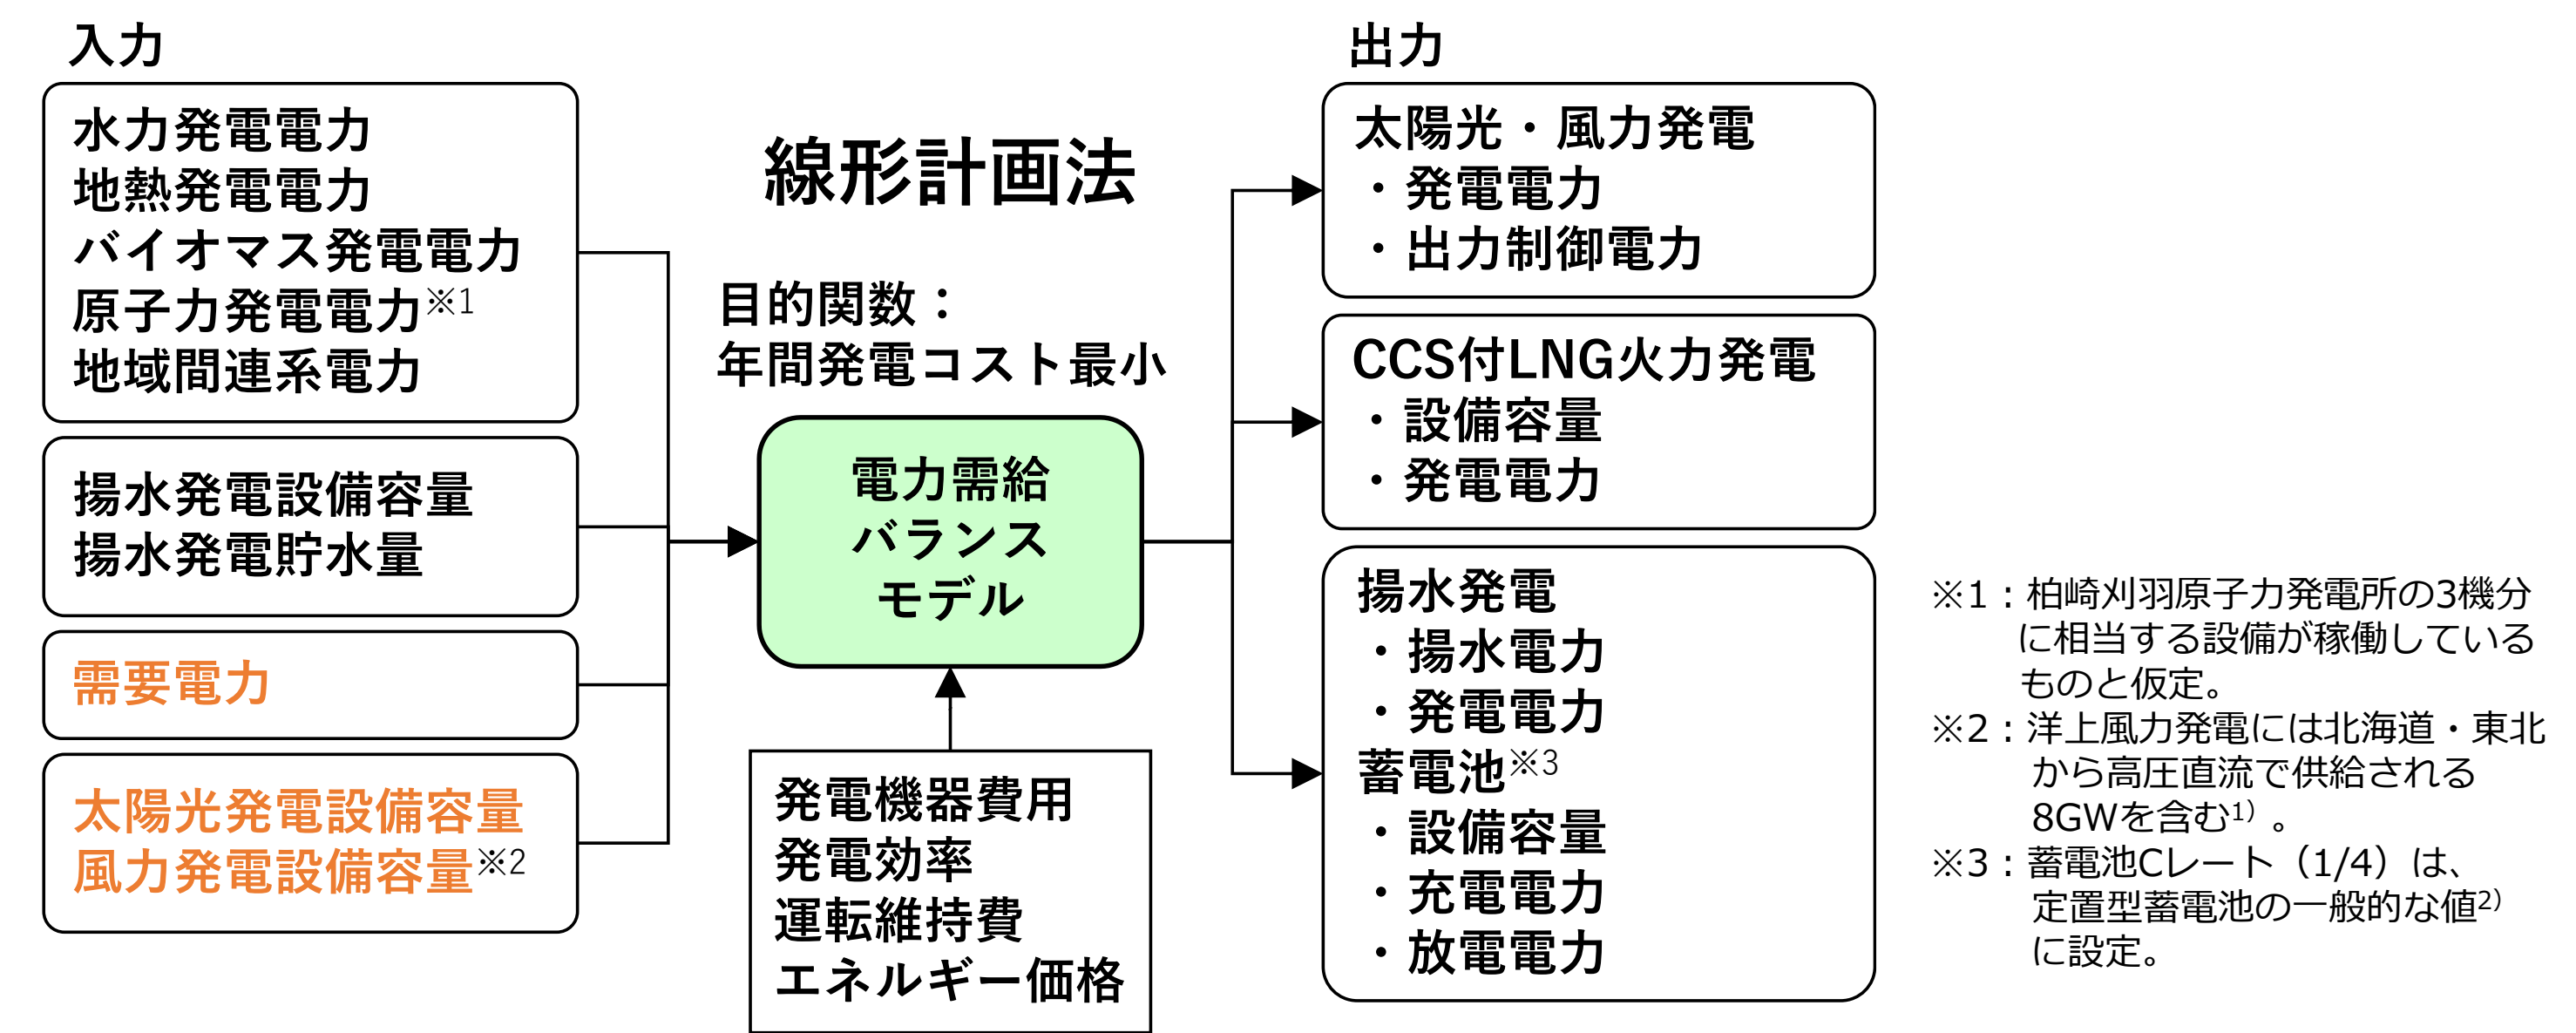 入力
水力発電電力
地熱発電電力
バイオマス発電電力
原子力発電電力※1
地域間連系電力
揚水発電設備容量
揚水発電貯水量
需要電力
太陽光発電設備容量
風力発電設備容量※2
線形計画法
目的関数：
年間発電コスト最小
電力需給
バランス
モデル
発電機器費用
発電効率
運転維持費
エネルギー価格
出力
太陽光・風力発電
・発電電力
・出力制御電力
CCS付LNG火力発電
・設備容量
・発電電力
揚水発電
・揚水電力
・発電電力
蓄電池※3
・設備容量
・充電電力
・放電電力
※1：柏崎刈羽原子力発電所の3機分
に相当する設備が稼働している
ものと仮定。
※2：洋上風力発電には北海道・東北
から高圧直流で供給される
8GWを含む1）。
※3：蓄電池Cレート（1/4）は、
定置型蓄電池の一般的な値2）
に設定。